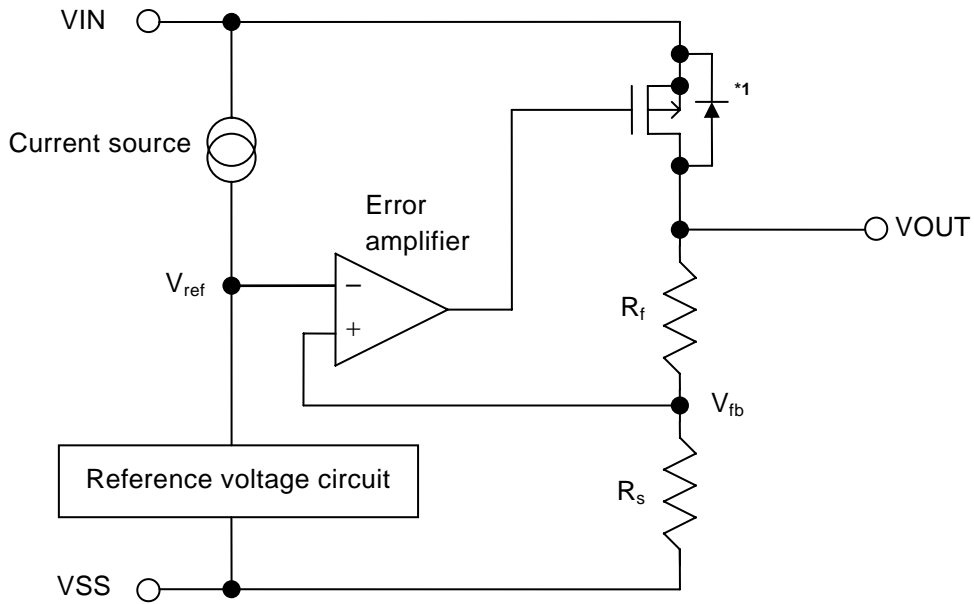 VIN
*1
Current source
Error
amplifier
VOUT
Vref
−
+
Rf
Vfb
Reference voltage circuit
Rs
VSS